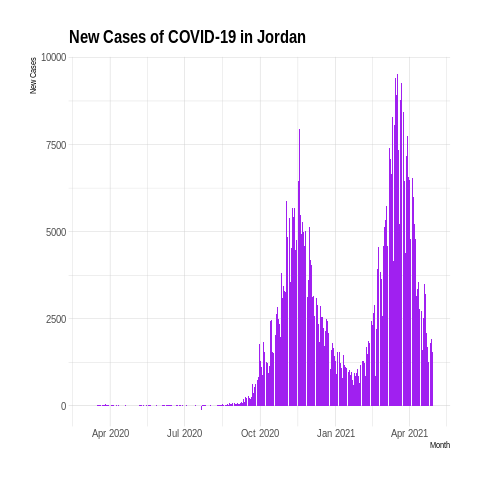 New Cases of COVID-19 in Jordan
New Cases
10000
7500
5000
2500
0
Apr 2020 Jul 2020 Oct 2020 Jan 2021 Apr 2021
Month